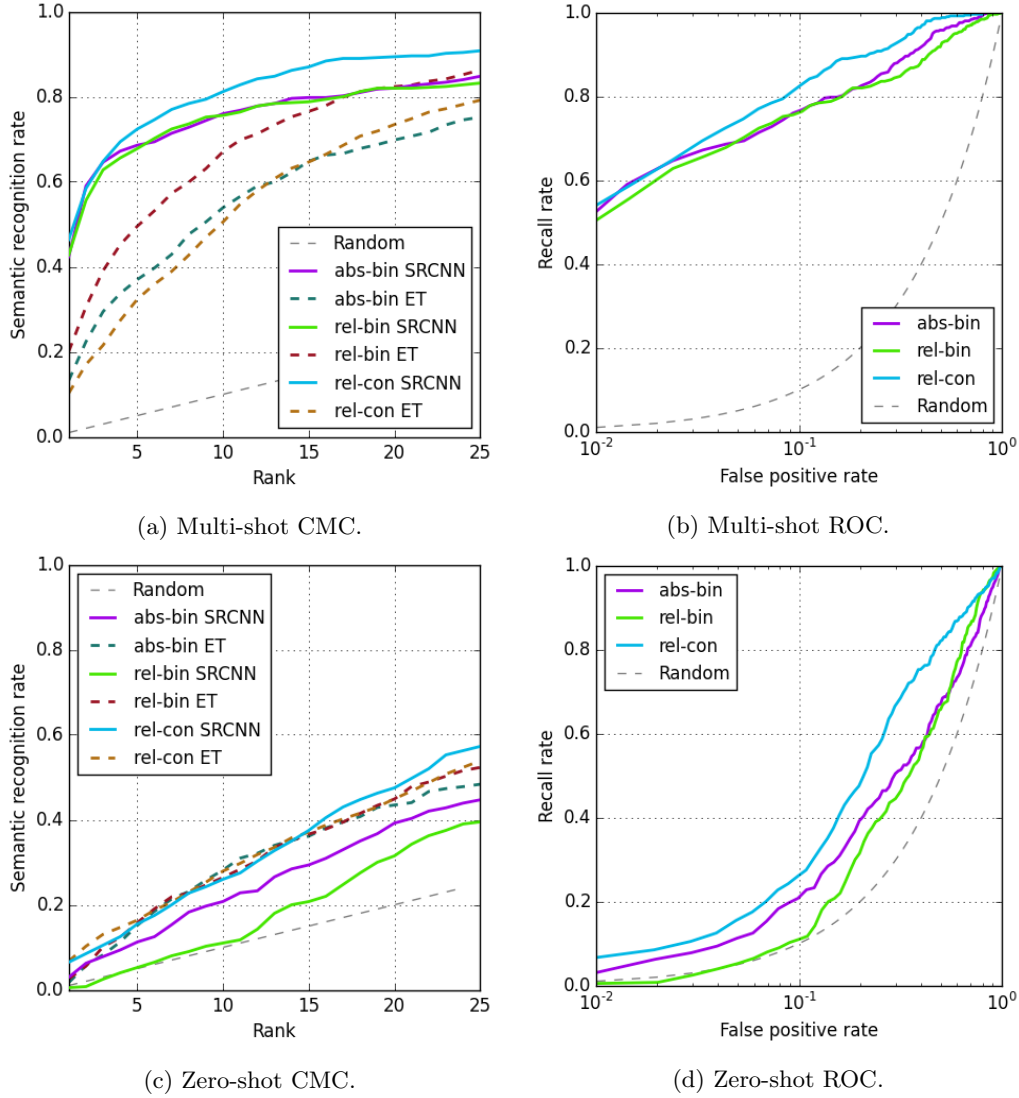 Semantic recognition rate
1.0
0.8
0.6
0.4
0.2
0.0
5 10 15 20 25
Rank
Random
abs-bin SRCNN
abs-bin ET
rel-bin SRCNN
rel-bin ET
rel-con SRCNN
rel-con ET
(a) Multi-shot CMC.
Recall rate
1.0
0.8
0.6
0.4
0.2
0.0
10^-2 10^-1 10^0
False positive rate
abs-bin
rel-bin
rel-con
Random
(b) Multi-shot ROC.
Semantic recognition rate
1.0
0.8
0.6
0.4
0.2
0.0
5 10 15 20 25
Rank
Random
abs-bin SRCNN
abs-bin ET
rel-bin SRCNN
rel-bin ET
rel-con SRCNN
rel-con ET
(c) Zero-shot CMC.
Recall rate
1.0
0.8
0.6
0.4
0.2
0.0
10^-2 10^-1 10^0
False positive rate
abs-bin
rel-bin
rel-con
Random
(d) Zero-shot ROC.